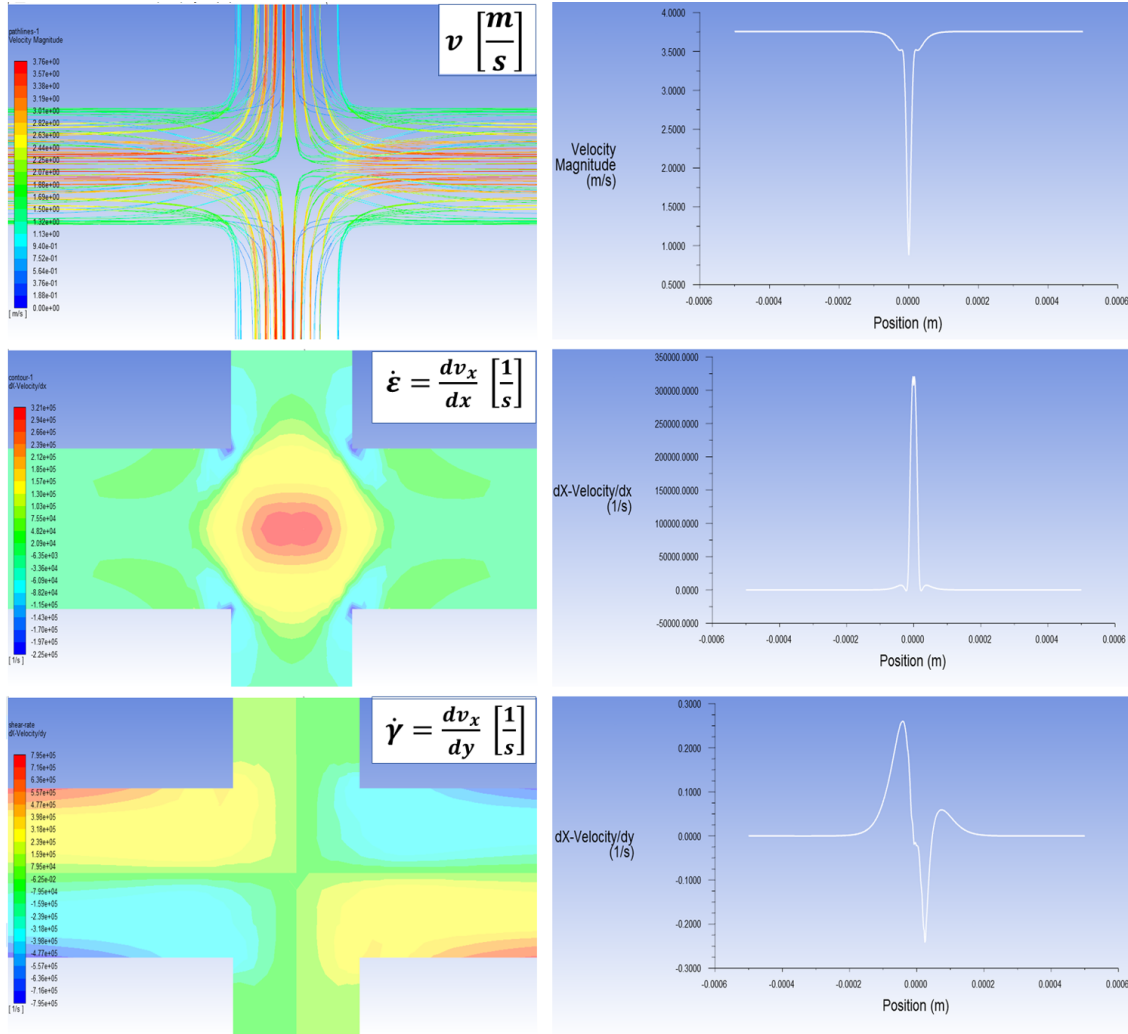 pathlines-1
Velocity Magnitude
3.76e+00
3.57e+00
3.38e+00
3.19e+00
3.01e+00
2.82e+00
2.63e+00
2.44e+00
2.25e+00
2.07e+00
1.88e+00
1.69e+00
1.50e+00
1.32e+00
1.13e+00
9.40e-01
7.52e-01
5.64e-01
3.76e-01
1.88e-01
0.00e+00
[ m/s ]
v [m/s]
4.0000
3.5000
3.0000
2.5000
2.0000
1.5000
1.0000
0.5000
Velocity
Magnitude
(m/s)
-0.0006 -0.0004 -0.0002 0.0000 0.0002 0.0004 0.0006
Position (m)
contour-1
dX-Velocity/dx
3.21e+05
2.94e+05
2.66e+05
2.39e+05
2.12e+05
1.85e+05
1.57e+05
1.30e+05
1.03e+05
7.55e+04
4.82e+04
2.09e+04
-6.35e+03
-3.36e+04
-6.09e+04
-8.82e+04
-1.15e+05
-1.43e+05
-1.70e+05
-1.97e+05
-2.25e+05
[ 1/s ]
ε̇ = dvₓ/dx [1/s]
350000.0000
300000.0000
250000.0000
200000.0000
150000.0000
100000.0000
50000.0000
0.0000
-50000.0000
dX-Velocity/dx
(1/s)
-0.0006 -0.0004 -0.0002 0.0000 0.0002 0.0004 0.0006
Position (m)
shear-rate
dX-Velocity/dy
7.95e+05
7.16e+05
6.36e+05
5.57e+05
4.77e+05
3.98e+05
3.18e+05
2.39e+05
1.59e+05
7.95e+04
-6.25e-02
-7.95e+04
-1.59e+05
-2.39e+05
-3.18e+05
-3.98e+05
-4.77e+05
-5.57e+05
-6.36e+05
-7.16e+05
-7.95e+05
[ 1/s ]
γ̇ = dvₓ/dy [1/s]
0.3000
0.2000
0.1000
0.0000
-0.1000
-0.2000
-0.3000
dX-Velocity/dy
(1/s)
-0.0006 -0.0004 -0.0002 0.0000 0.0002 0.0004 0.0006
Position (m)